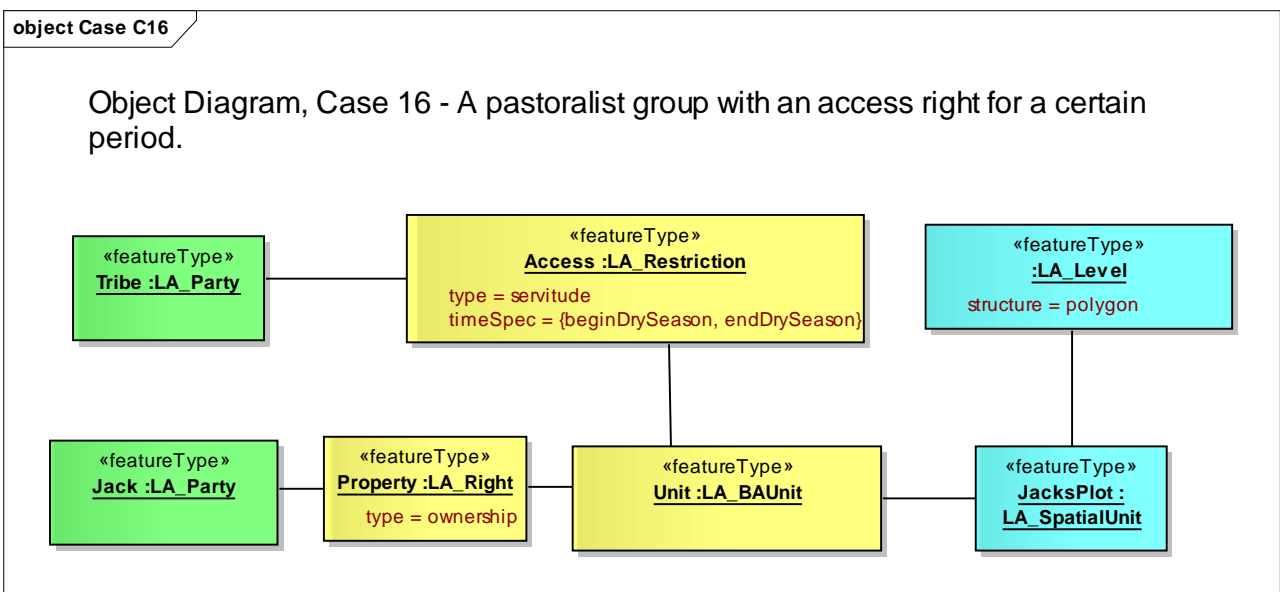 object Case C16
Object Diagram, Case 16 - A pastoralist group with an access right for a certain
period.
«featureType»
Tribe :LA_Party
«featureType»
Access :LA_Restriction
type = servitude
timeSpec = {beginDrySeason, endDrySeason}
«featureType»
:LA_Level
structure = polygon
«featureType»
Jack :LA_Party
«featureType»
Property :LA_Right
type = ownership
«featureType»
Unit :LA_BAUnit
«featureType»
JacksPlot :
LA_SpatialUnit